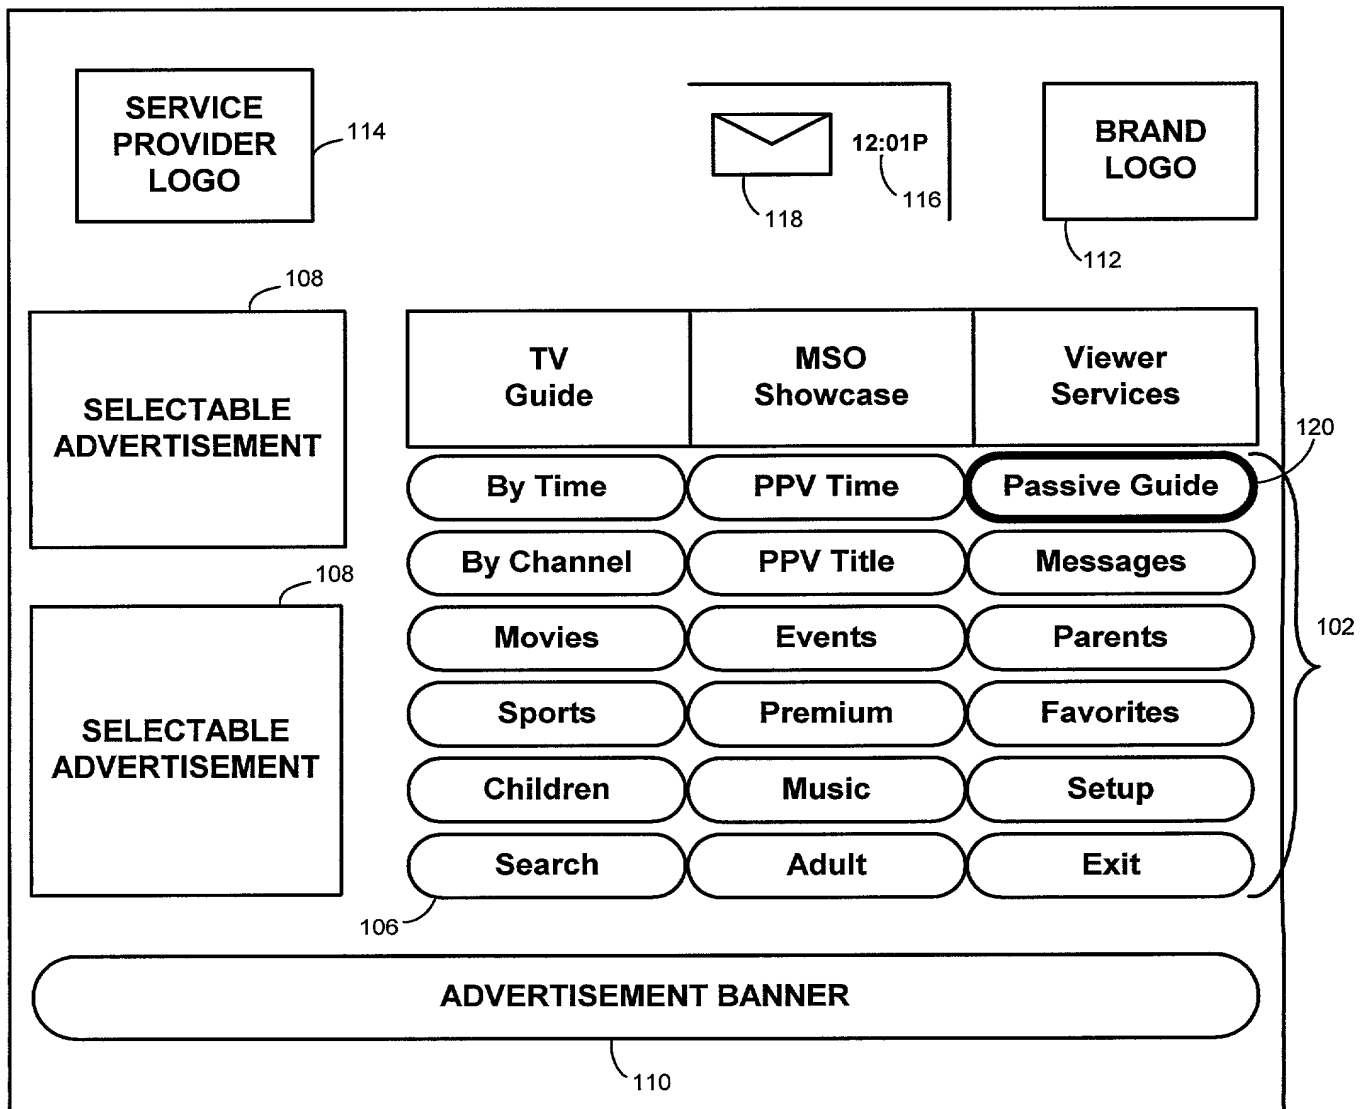 SERVICE
PROVIDER
LOGO
114
12:01P
118
116
BRAND
LOGO
112
108
SELECTABLE
ADVERTISEMENT
108
SELECTABLE
ADVERTISEMENT
TV
Guide
MSO
Showcase
Viewer
Services
120
By Time
PPV Time
Passive Guide
By Channel
PPV Title
Messages
Movies
Events
Parents
102
Sports
Premium
Favorites
Children
Music
Setup
Search
Adult
Exit
106
ADVERTISEMENT BANNER
110